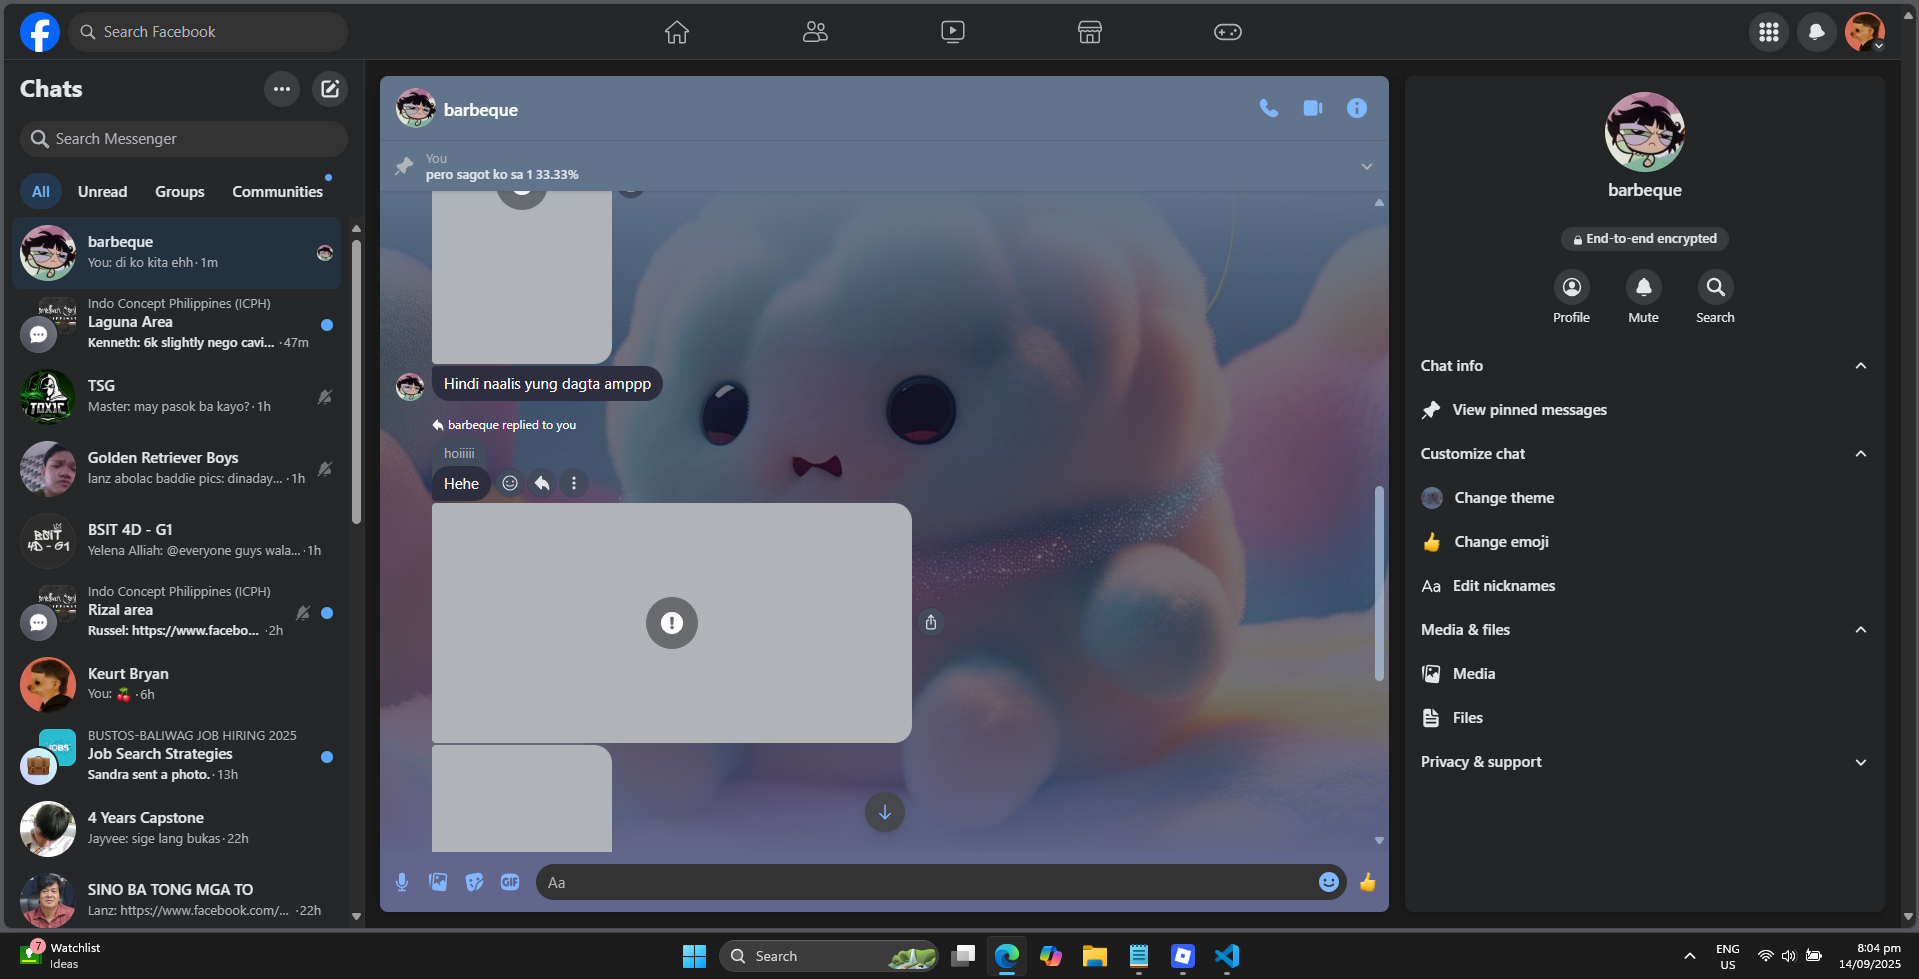 Search Facebook
Chats
Search Messenger
All
Unread
Groups
Communities
barbeque
You: di ko kita ehh · 1m
Indo Concept Philippines (ICPH)
Laguna Area
Kenneth: 6k slightly nego cavi... · 47m
TOXIC
TSG
Master: may pasok ba kayo? · 1h
Golden Retriever Boys
lanz abolac baddie pics: dinaday... · 1h
BSIT
4D - G1
BSIT 4D - G1
Yelena Alliah: @everyone guys wala... · 1h
Indo Concept Philippines (ICPH)
Rizal area
Russel: https://www.facebo... · 2h
Keurt Bryan
You: 🍒 · 6h
JOBS
BUSTOS-BALIWAG JOB HIRING 2025
Job Search Strategies
Sandra sent a photo. · 13h
4 Years Capstone
Jayvee: sige lang bukas · 22h
SINO BA TONG MGA TO
Lanz: https://www.facebook.com/... · 22h
barbeque
You
pero sagot ko sa 1 33.33%
Hindi naalis yung dagta amppp
barbeque replied to you
hoiiiii
Hehe
GIF
Aa
barbeque
End-to-end encrypted
Profile
Mute
Search
Chat info
View pinned messages
Customize chat
Change theme
Change emoji
Aa Edit nicknames
Media & files
Media
Files
Privacy & support
7
Watchlist
Ideas
Search
ENG
US
8:04 pm
14/09/2025